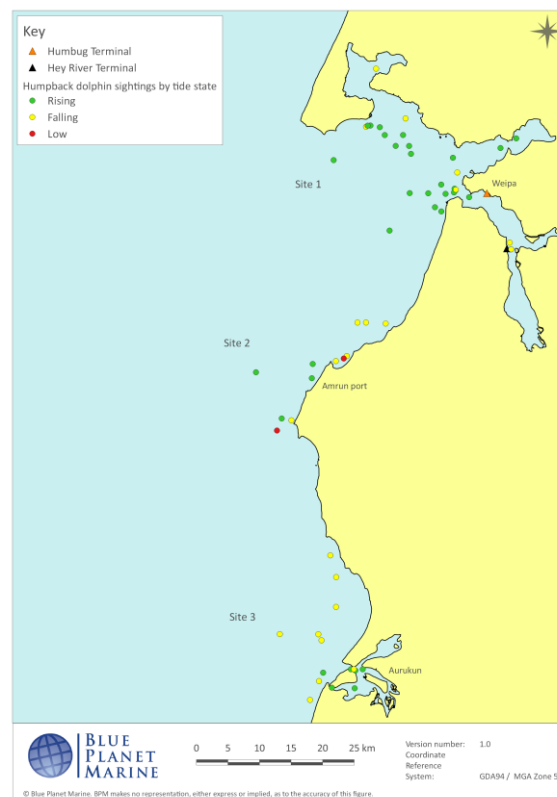 Key
Humbug Terminal
Hey River Terminal
Humpback dolphin sightings by tide state
Rising
Falling
Low
Site 1
Weipa
Site 2
Amrun port
Site 3
Aurukun
BLUE
PLANET
MARINE
0 5 10 15 20 25 km
Version number: 1.0
Coordinate
Reference
System: GDA94 / MGA Zone 5
© Blue Planet Marine. BPM makes no representation, either express or implied, as to the accuracy of this figure.